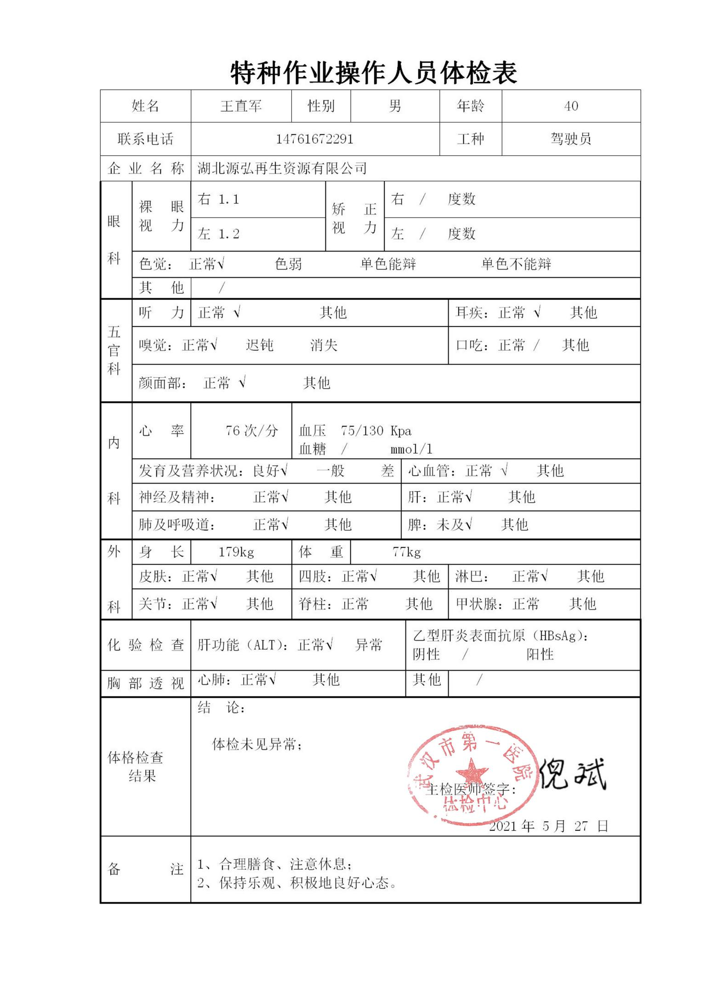 特种作业操作人员体检表
姓名 王直军 性别 男 年龄 40
联系电话 14761672291 工种 驾驶员
企业名称 湖北源弘再生资源有限公司
眼科
裸眼视力 右 1.1 矫正视力 右 / 度数
左 1.2 左 / 度数
色觉： 正常√ 色弱 单色能辩 单色不能辩
其他 /
五官科
听力 正常 √ 其他 耳疾：正常 √ 其他
嗅觉：正常√ 迟钝 消失 口吃：正常 / 其他
颜面部： 正常 √ 其他
内科
心率 76次/分 血压 75/130 Kpa
血糖 / mmol/l
发育及营养状况：良好√ 一般 差 心血管：正常 √ 其他
神经及精神： 正常√ 其他 肝：正常√ 其他
肺及呼吸道： 正常√ 其他 脾：未及√ 其他
外科
身长 179kg 体重 77kg
皮肤：正常√ 其他 四肢：正常√ 其他 淋巴： 正常√ 其他
关节：正常√ 其他 脊柱：正常 其他 甲状腺：正常 其他
化验检查 肝功能（ALT）：正常√ 异常 乙型肝炎表面抗原（HBsAg）：
阴性 / 阳性
胸部透视 心肺：正常√ 其他 其他 /
体格检查
结果
结 论：
体检未见异常；
武汉市第一医院
体检中心
主检医师签字： 倪斌
2021年 5月 27 日
备注
1、合理膳食、注意休息；
2、保持乐观、积极地良好心态。